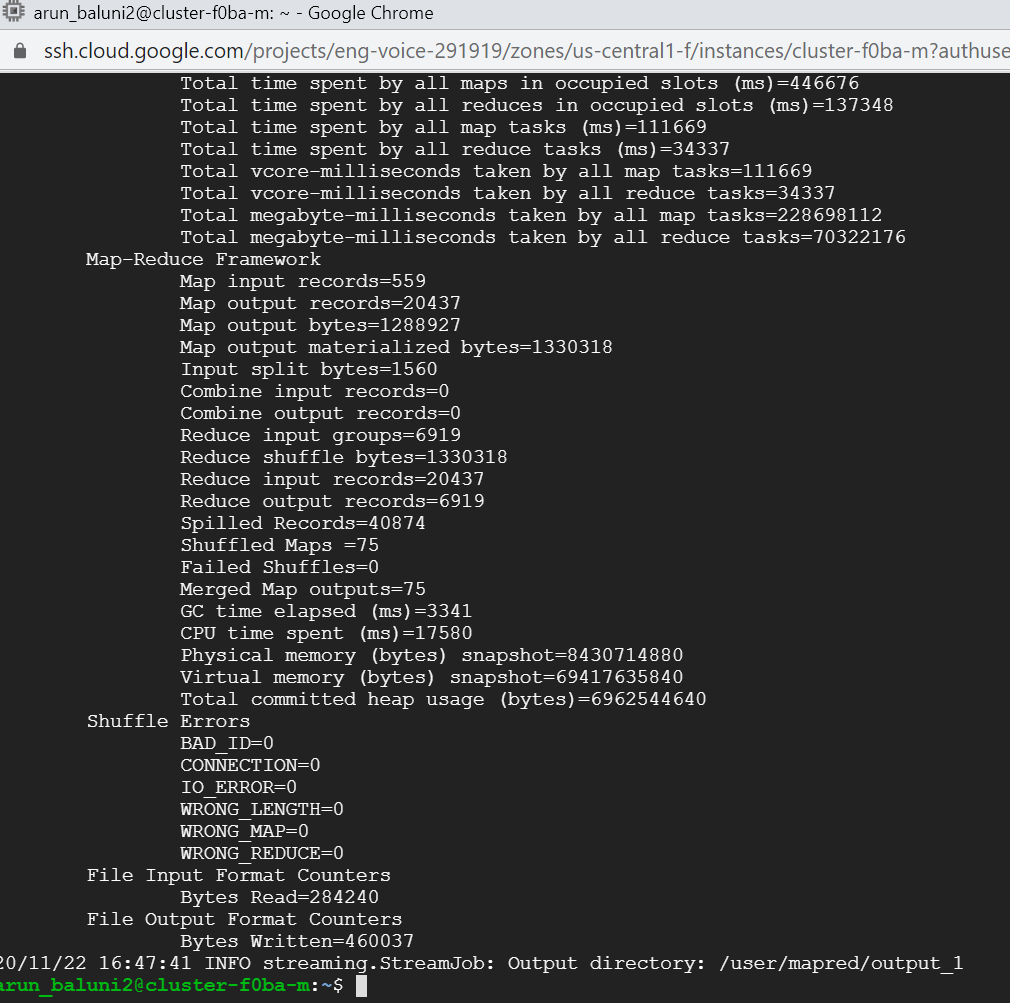 arun_baluni2@cluster-f0ba-m: ~ - Google Chrome
ssh.cloud.google.com/projects/eng-voice-291919/zones/us-central1-f/instances/cluster-f0ba-m?authuse
Total time spent by all maps in occupied slots (ms)=446676
Total time spent by all reduces in occupied slots (ms)=137348
Total time spent by all map tasks (ms)=111669
Total time spent by all reduce tasks (ms)=34337
Total vcore-milliseconds taken by all map tasks=111669
Total vcore-milliseconds taken by all reduce tasks=34337
Total megabyte-milliseconds taken by all map tasks=228698112
Total megabyte-milliseconds taken by all reduce tasks=70322176
Map-Reduce Framework
Map input records=559
Map output records=20437
Map output bytes=1288927
Map output materialized bytes=1330318
Input split bytes=1560
Combine input records=0
Combine output records=0
Reduce input groups=6919
Reduce shuffle bytes=1330318
Reduce input records=20437
Reduce output records=6919
Spilled Records=40874
Shuffled Maps =75
Failed Shuffles=0
Merged Map outputs=75
GC time elapsed (ms)=3341
CPU time spent (ms)=17580
Physical memory (bytes) snapshot=8430714880
Virtual memory (bytes) snapshot=69417635840
Total committed heap usage (bytes)=6962544640
Shuffle Errors
BAD_ID=0
CONNECTION=0
IO_ERROR=0
WRONG_LENGTH=0
WRONG_MAP=0
WRONG_REDUCE=0
File Input Format Counters
Bytes Read=284240
File Output Format Counters
Bytes Written=460037
20/11/22 16:47:41 INFO streaming.StreamJob: Output directory: /user/mapred/output_1
arun_baluni2@cluster-f0ba-m:~$